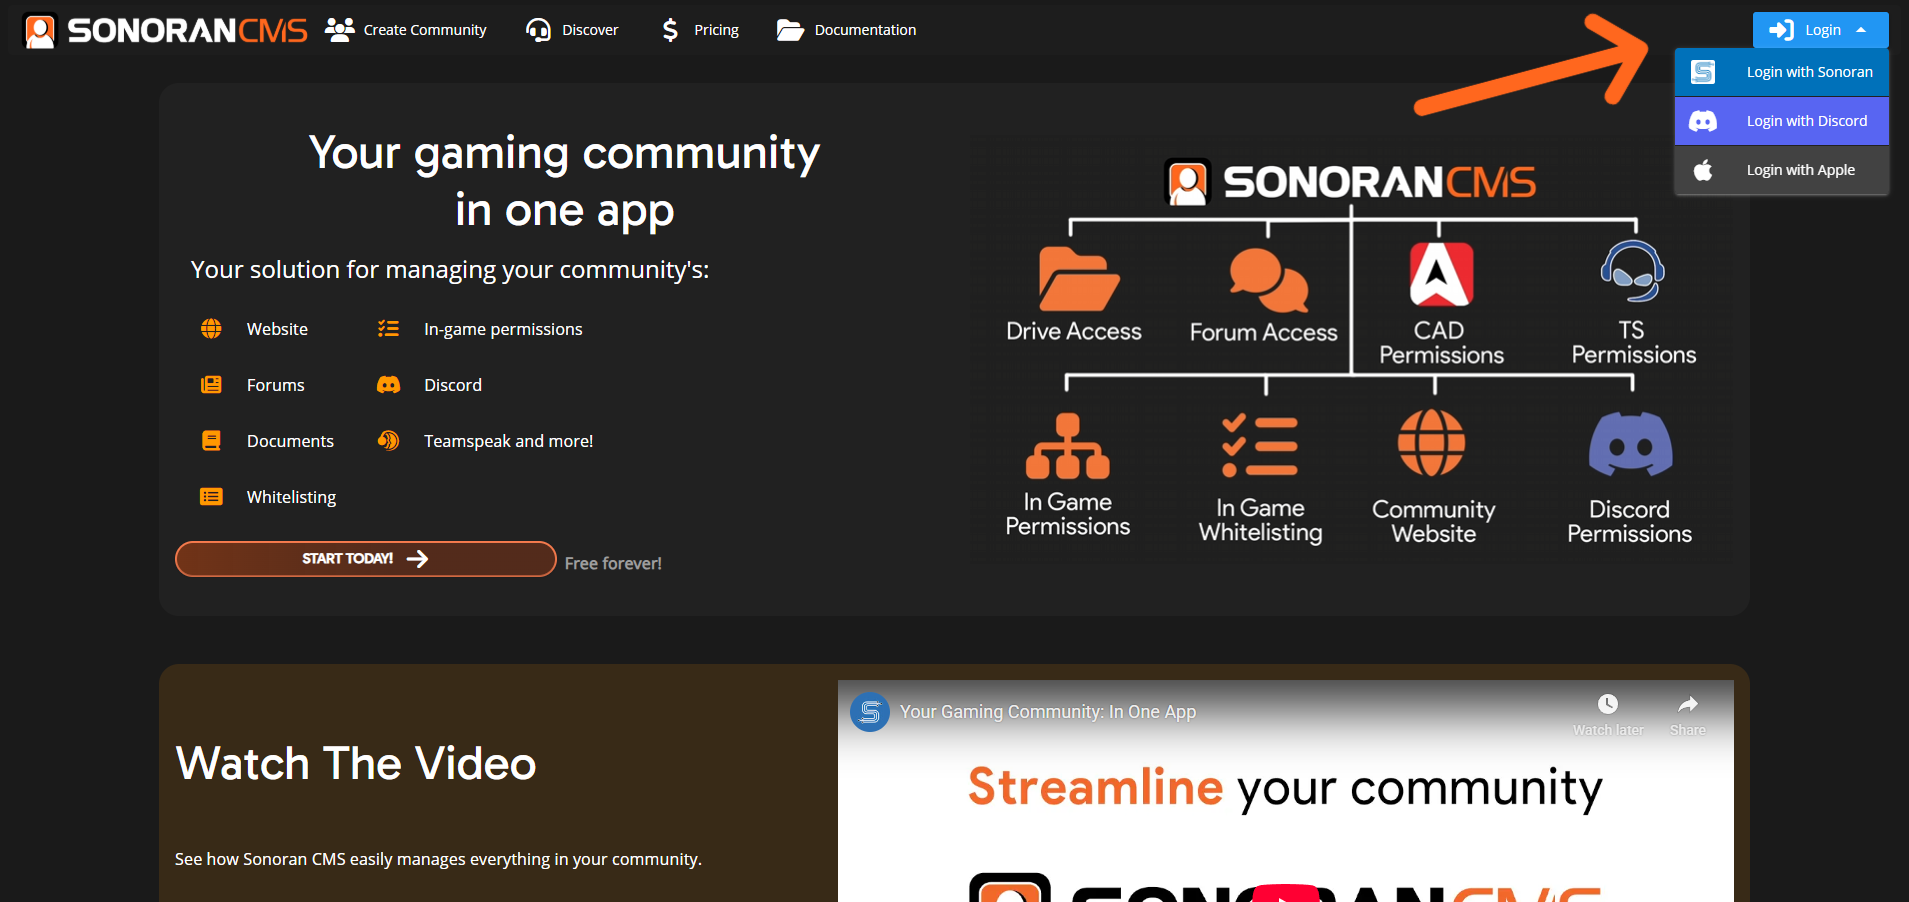 SONORANCMS
Create Community
Discover
Pricing
Documentation
Login
Login with Sonoran
Login with Discord
Login with Apple
Your gaming community
in one app
Your solution for managing your community's:
Website
In-game permissions
Forums
Discord
Documents
Teamspeak and more!
Whitelisting
START TODAY!
Free forever!
SONORANCMS
Drive Access
Forum Access
CAD
Permissions
TS
Permissions
In Game
Permissions
In Game
Whitelisting
Community
Website
Discord
Permissions
Watch The Video
See how Sonoran CMS easily manages everything in your community.
Your Gaming Community: In One App
Watch later
Share
Streamline your community
SONORANCMS